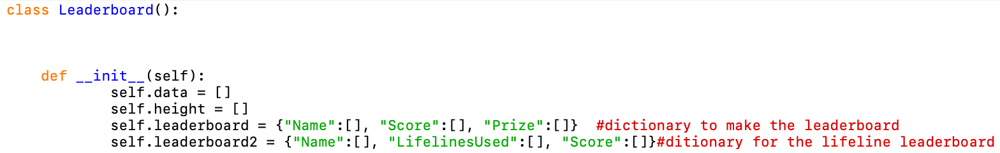 class Leaderboard():
def __init__(self):
self.data = []
self.height = []
self.leaderboard = {"Name":[], "Score":[], "Prize":[]}  #dictionary to make the leaderboard
self.leaderboard2 = {"Name":[], "LifelinesUsed":[], "Score":[]}#ditionary for the lifeline leaderboard